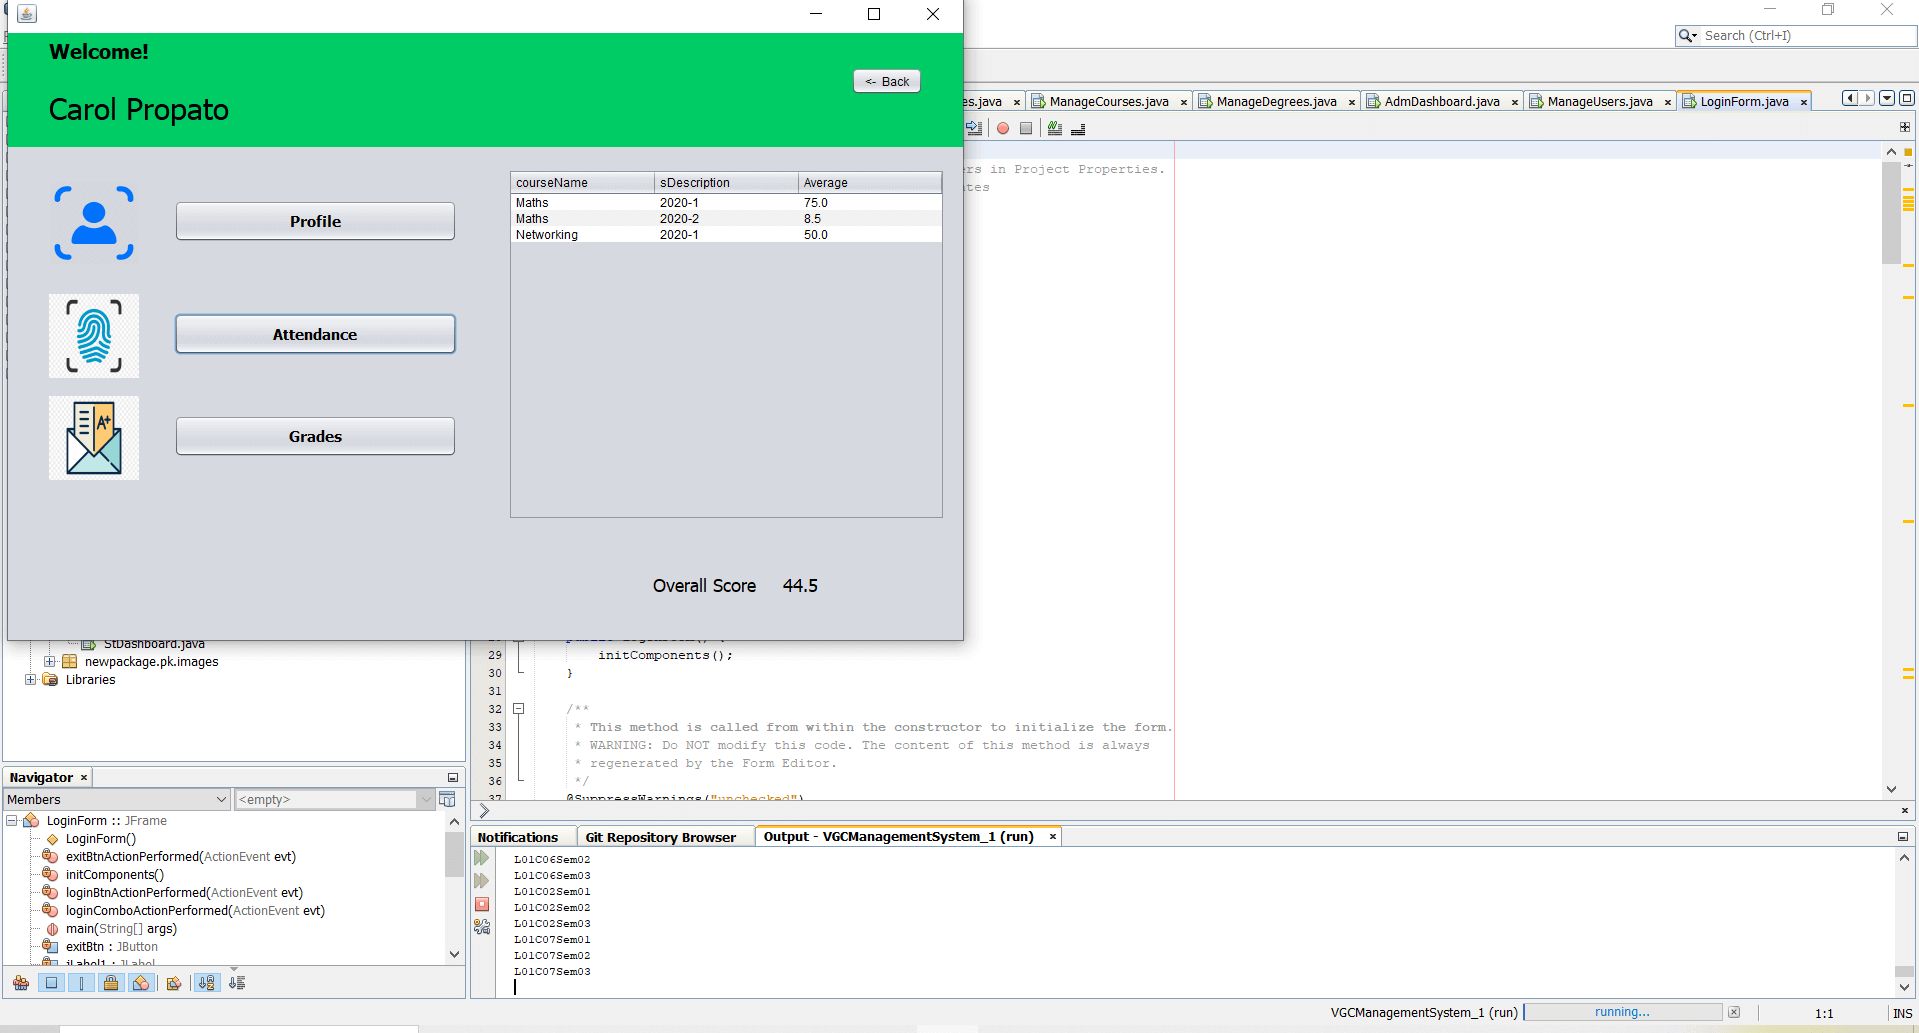 Welcome!
<- Back
Carol Propato
Profile
Attendance
Grades
courseName sDescription Average
Maths 2020-1 75.0
Maths 2020-2 8.5
Networking 2020-1 50.0
Overall Score 44.5
Search (Ctrl+I)
es.java ManageCourses.java ManageDegrees.java AdmDashboard.java ManageUsers.java LoginForm.java
ers in Project Properties.
ates
StDashboard.java
newpackage.pk.images
Libraries
29 initComponents();
30 }
31
32 /**
33 * This method is called from within the constructor to initialize the form.
34 * WARNING: Do NOT modify this code. The content of this method is always
35 * regenerated by the Form Editor.
36 */
37 @SuppressWarnings("unchecked")
Navigator
Members
<empty>
LoginForm :: JFrame
LoginForm()
exitBtnActionPerformed(ActionEvent evt)
initComponents()
loginBtnActionPerformed(ActionEvent evt)
loginComboActionPerformed(ActionEvent evt)
main(String[] args)
exitBtn : JButton
jLabel1 : JLabel
Notifications Git Repository Browser Output - VGCManagementSystem_1 (run)
L01C06Sem02
L01C06Sem03
L01C02Sem01
L01C02Sem02
L01C02Sem03
L01C07Sem01
L01C07Sem02
L01C07Sem03
VGCManagementSystem_1 (run) running... 1:1 INS